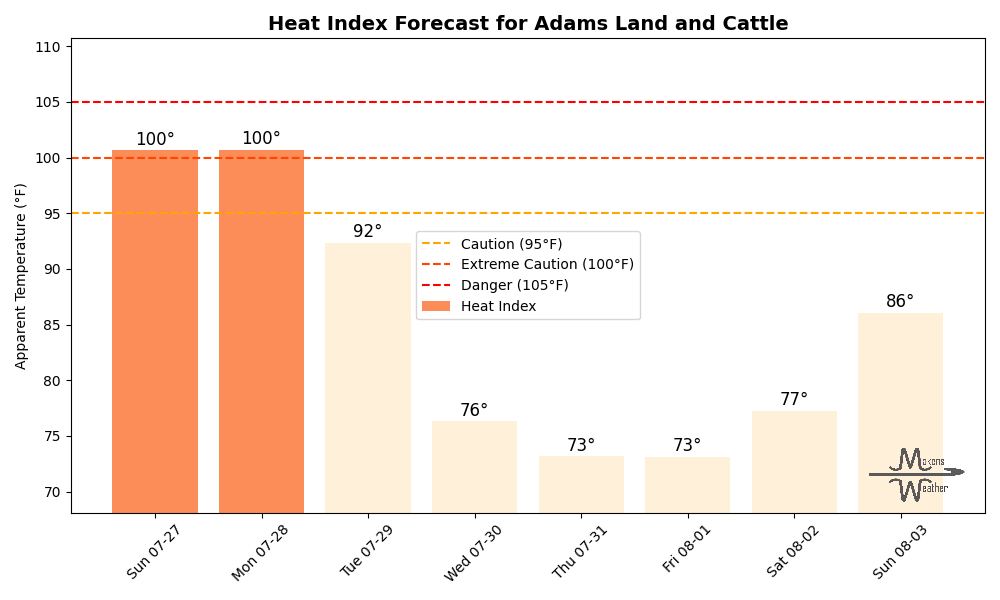 Heat Index Forecast for Adams Land and Cattle
Apparent Temperature (°F)
110
105
100
95
90
85
80
75
70
100°
100°
92°
76°
73°
73°
77°
86°
Caution (95°F)
Extreme Caution (100°F)
Danger (105°F)
Heat Index
Sun 07-27
Mon 07-28
Tue 07-29
Wed 07-30
Thu 07-31
Fri 08-01
Sat 08-02
Sun 08-03